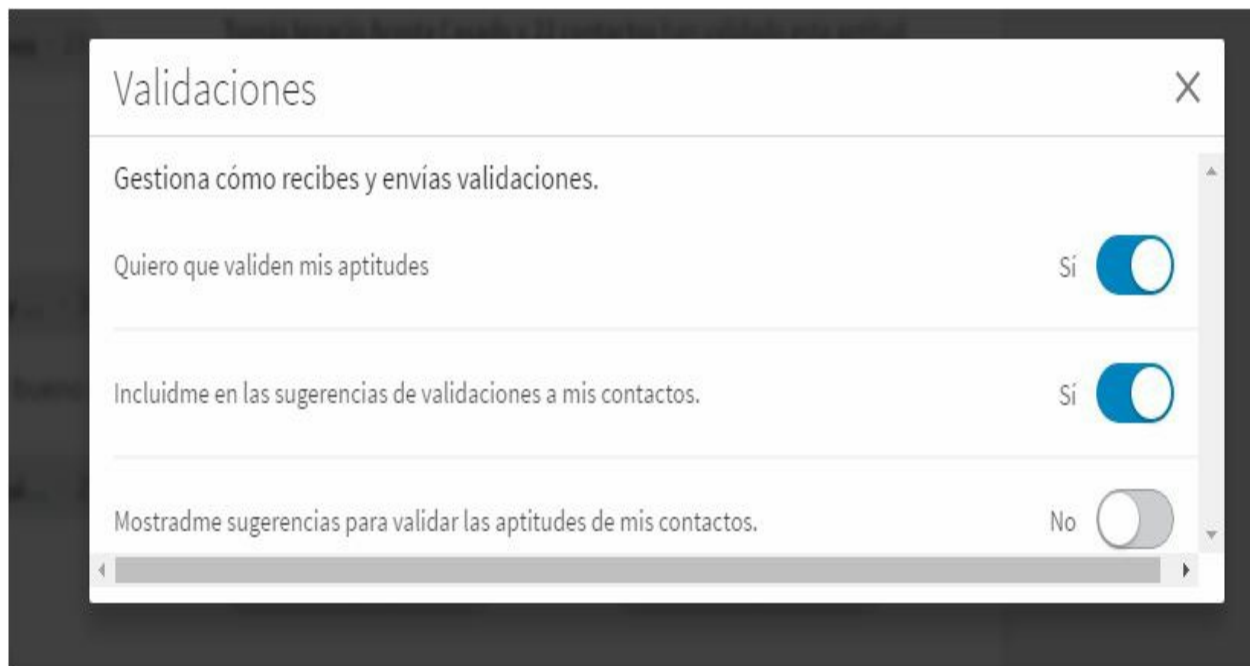 Validaciones
Gestiona cómo recibes y envías validaciones.
Quiero que validen mis aptitudes Sí
Incluidme en las sugerencias de validaciones a mis contactos. Sí
Mostradme sugerencias para validar las aptitudes de mis contactos. No